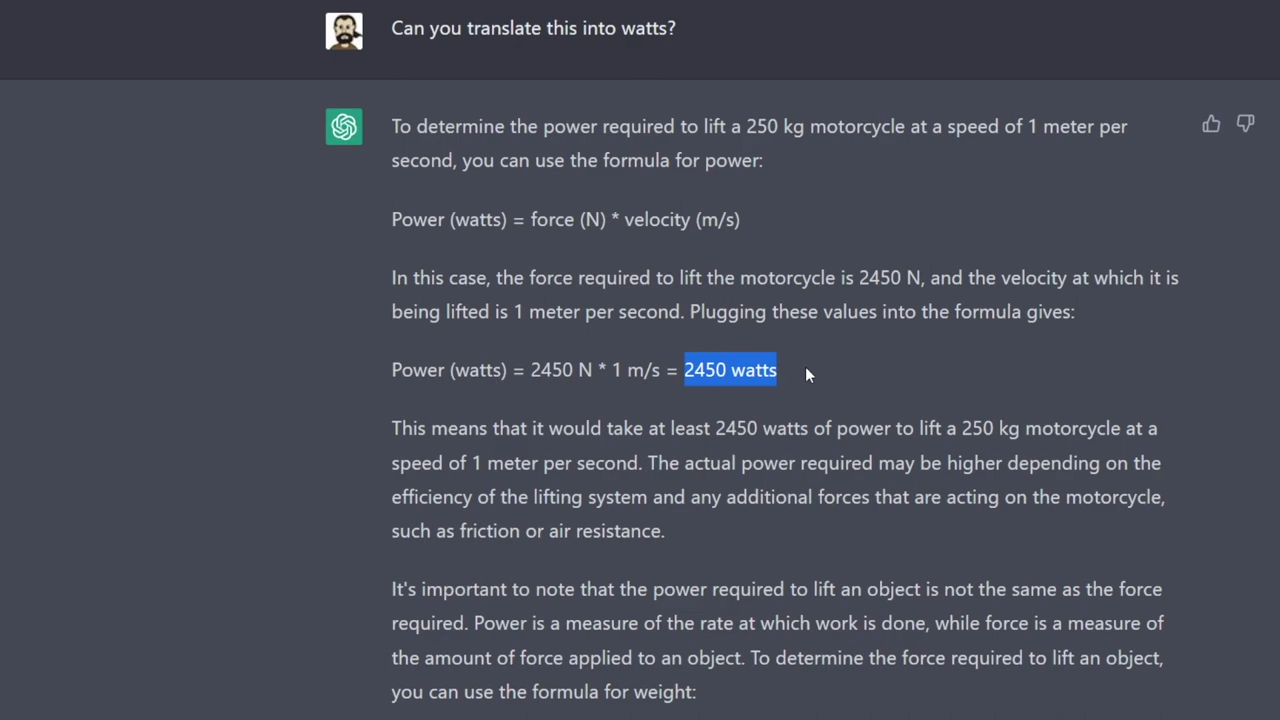 Can you translate this into watts?
To determine the power required to lift a 250 kg motorcycle at a speed of 1 meter per
second, you can use the formula for power:
Power (watts) = force (N) * velocity (m/s)
In this case, the force required to lift the motorcycle is 2450 N, and the velocity at which it is
being lifted is 1 meter per second. Plugging these values into the formula gives:
Power (watts) = 2450 N * 1 m/s = 2450 watts
This means that it would take at least 2450 watts of power to lift a 250 kg motorcycle at a
speed of 1 meter per second. The actual power required may be higher depending on the
efficiency of the lifting system and any additional forces that are acting on the motorcycle,
such as friction or air resistance.
It's important to note that the power required to lift an object is not the same as the force
required. Power is a measure of the rate at which work is done, while force is a measure of
the amount of force applied to an object. To determine the force required to lift an object,
you can use the formula for weight: